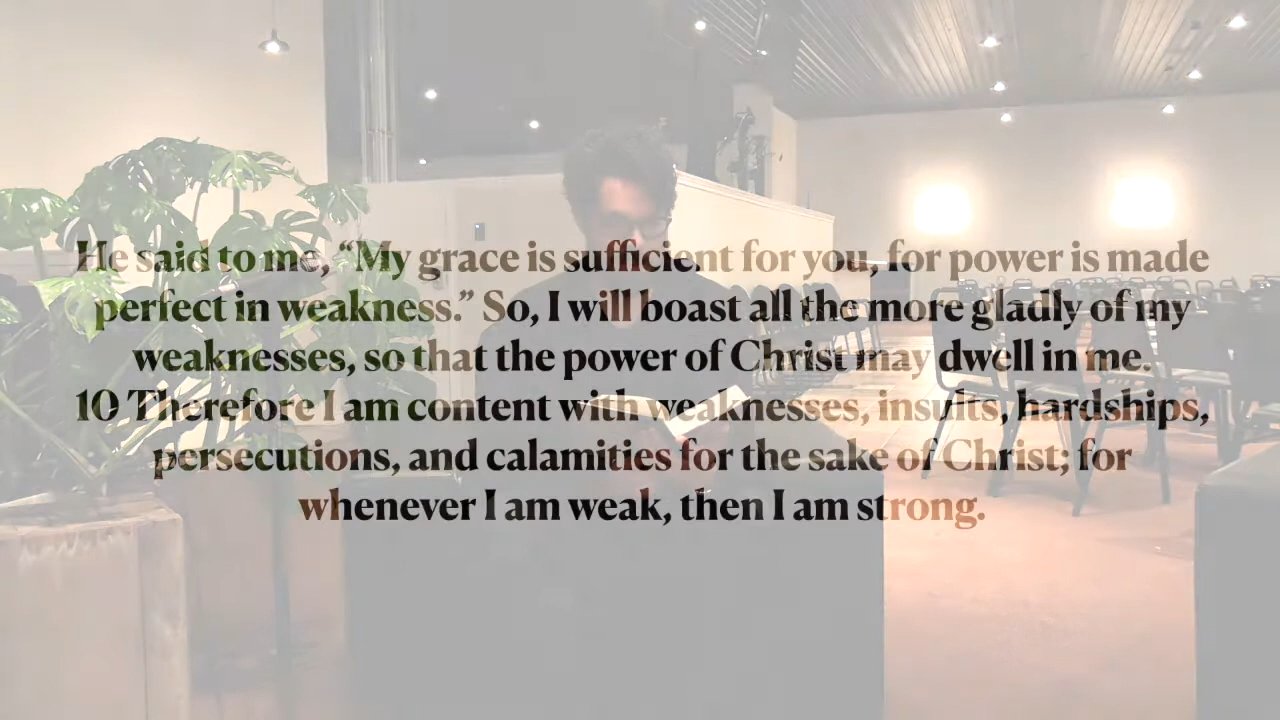 He said to me, “My grace is sufficient for you, for power is made
perfect in weakness.” So, I will boast all the more gladly of my
weaknesses, so that the power of Christ may dwell in me.
10 Therefore I am content with weaknesses, insults, hardships,
persecutions, and calamities for the sake of Christ; for
whenever I am weak, then I am strong.